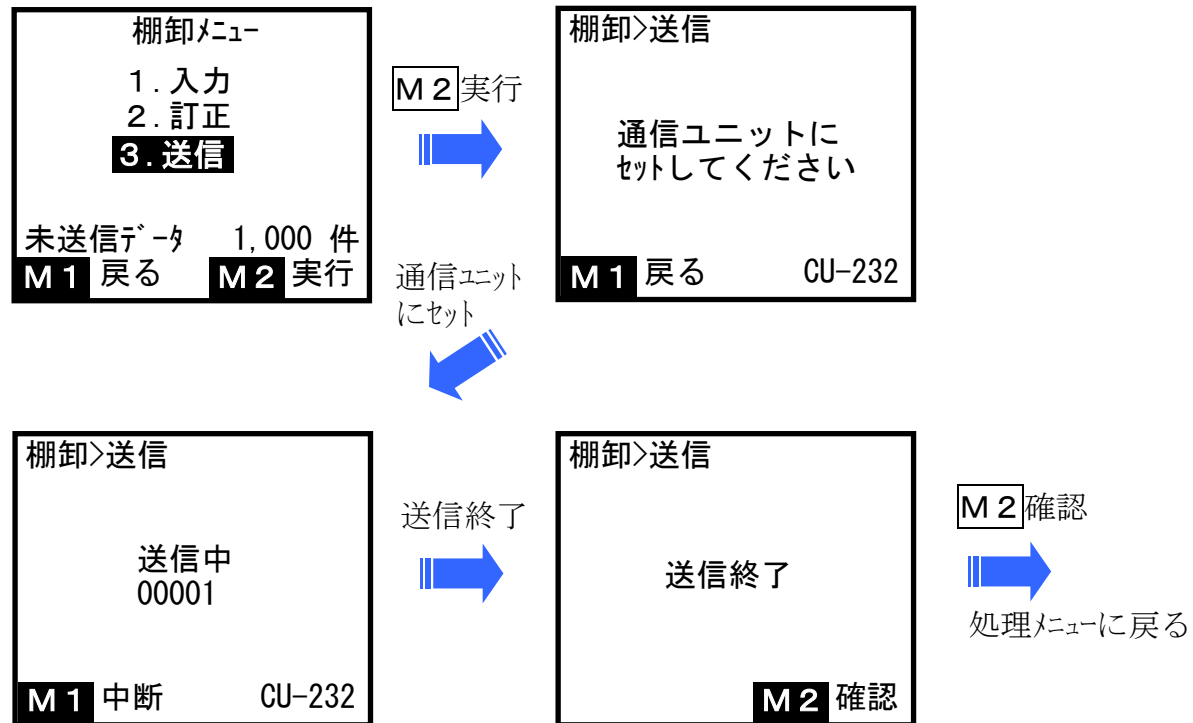 棚卸ﾒﾆｭｰ
１.入力
２.訂正
３.送信
未送信ﾃﾞｰﾀ 1,000 件
Ｍ１ 戻る Ｍ２ 実行
Ｍ２実行
棚卸>送信
通信ユニットに
ｾｯﾄしてください
Ｍ１ 戻る CU-232
通信ﾕﾆｯﾄ
にｾｯﾄ
棚卸>送信
送信中
00001
Ｍ１ 中断 CU-232
送信終了
棚卸>送信
送信終了
Ｍ２ 確認
Ｍ２確認
処理ﾒﾆｭｰに戻る